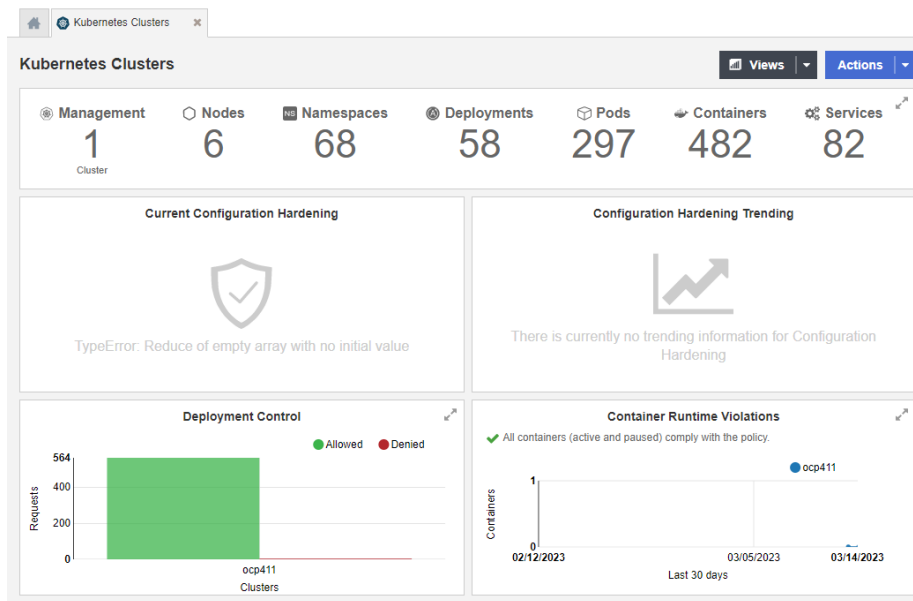 Kubernetes Clusters
Kubernetes Clusters
Views
Actions
Management
1
Cluster
Nodes
6
NS Namespaces
68
Deployments
58
Pods
297
Containers
482
Services
82
Current Configuration Hardening
TypeError: Reduce of empty array with no initial value
Configuration Hardening Trending
There is currently no trending information for Configuration
Hardening
Deployment Control
Allowed Denied
564
400
200
0
Requests
ocp411
Clusters
Container Runtime Violations
All containers (active and paused) comply with the policy.
ocp411
1
0
Containers
02/12/2023 03/05/2023 03/14/2023
Last 30 days